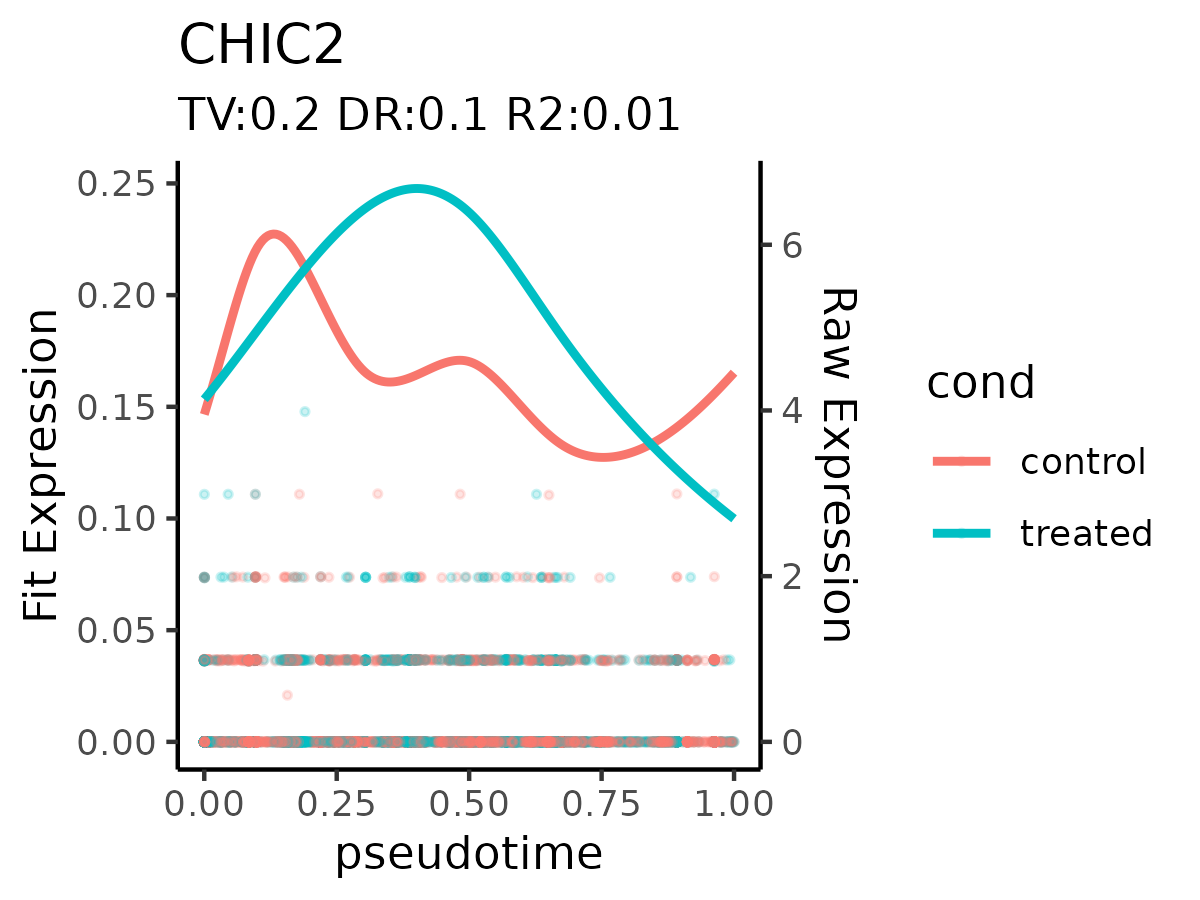 CHIC2
TV:0.2 DR:0.1 R2:0.01
Fit Expression
0.25
0.20
0.15
0.10
0.05
0.00
6
4
2
0
Raw Expression
0.00 0.25 0.50 0.75 1.00
pseudotime
cond
control
treated